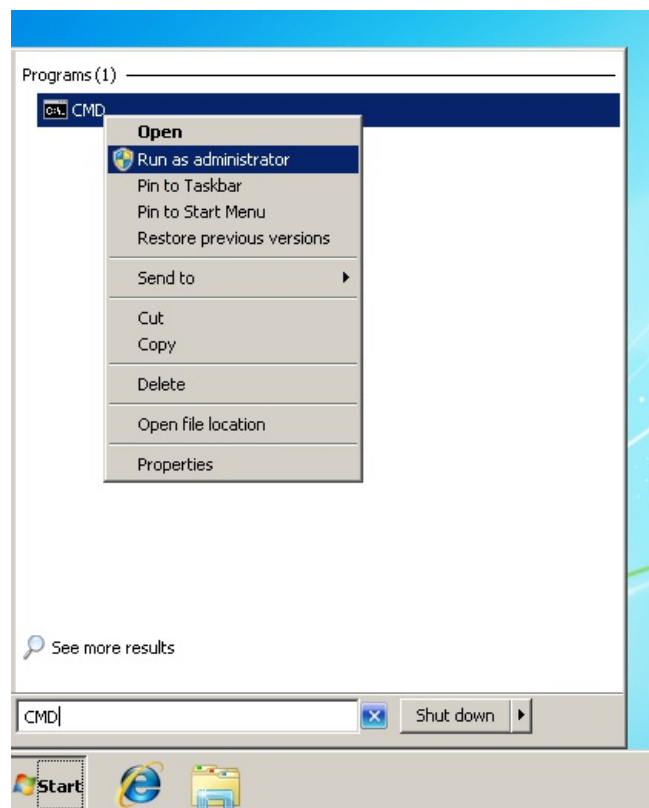 Programs (1)
CMD
Open
Run as administrator
Pin to Taskbar
Pin to Start Menu
Restore previous versions
Send to
Cut
Copy
Delete
Open file location
Properties
See more results
CMD
Shut down
Start